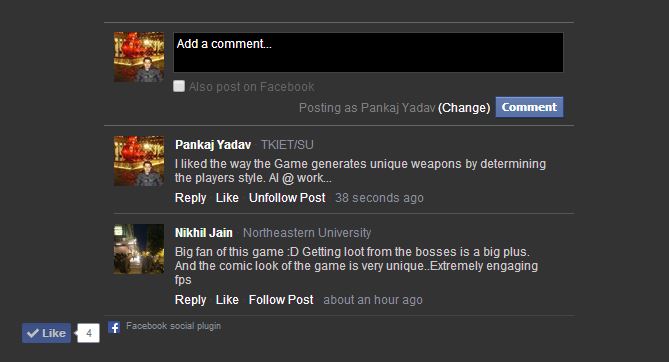 Add a comment...
Also post on Facebook
Posting as Pankaj Yadav (Change) Comment
Pankaj Yadav · TKIET/SU
I liked the way the Game generates unique weapons by determining
the players style. AI @ work...
Reply · Like · Unfollow Post · 38 seconds ago
Nikhil Jain · Northeastern University
Big fan of this game :D Getting loot from the bosses is a big plus.
And the comic look of the game is very unique..Extremely engaging
fps
Reply · Like · Follow Post · about an hour ago
Like 4 f Facebook social plugin